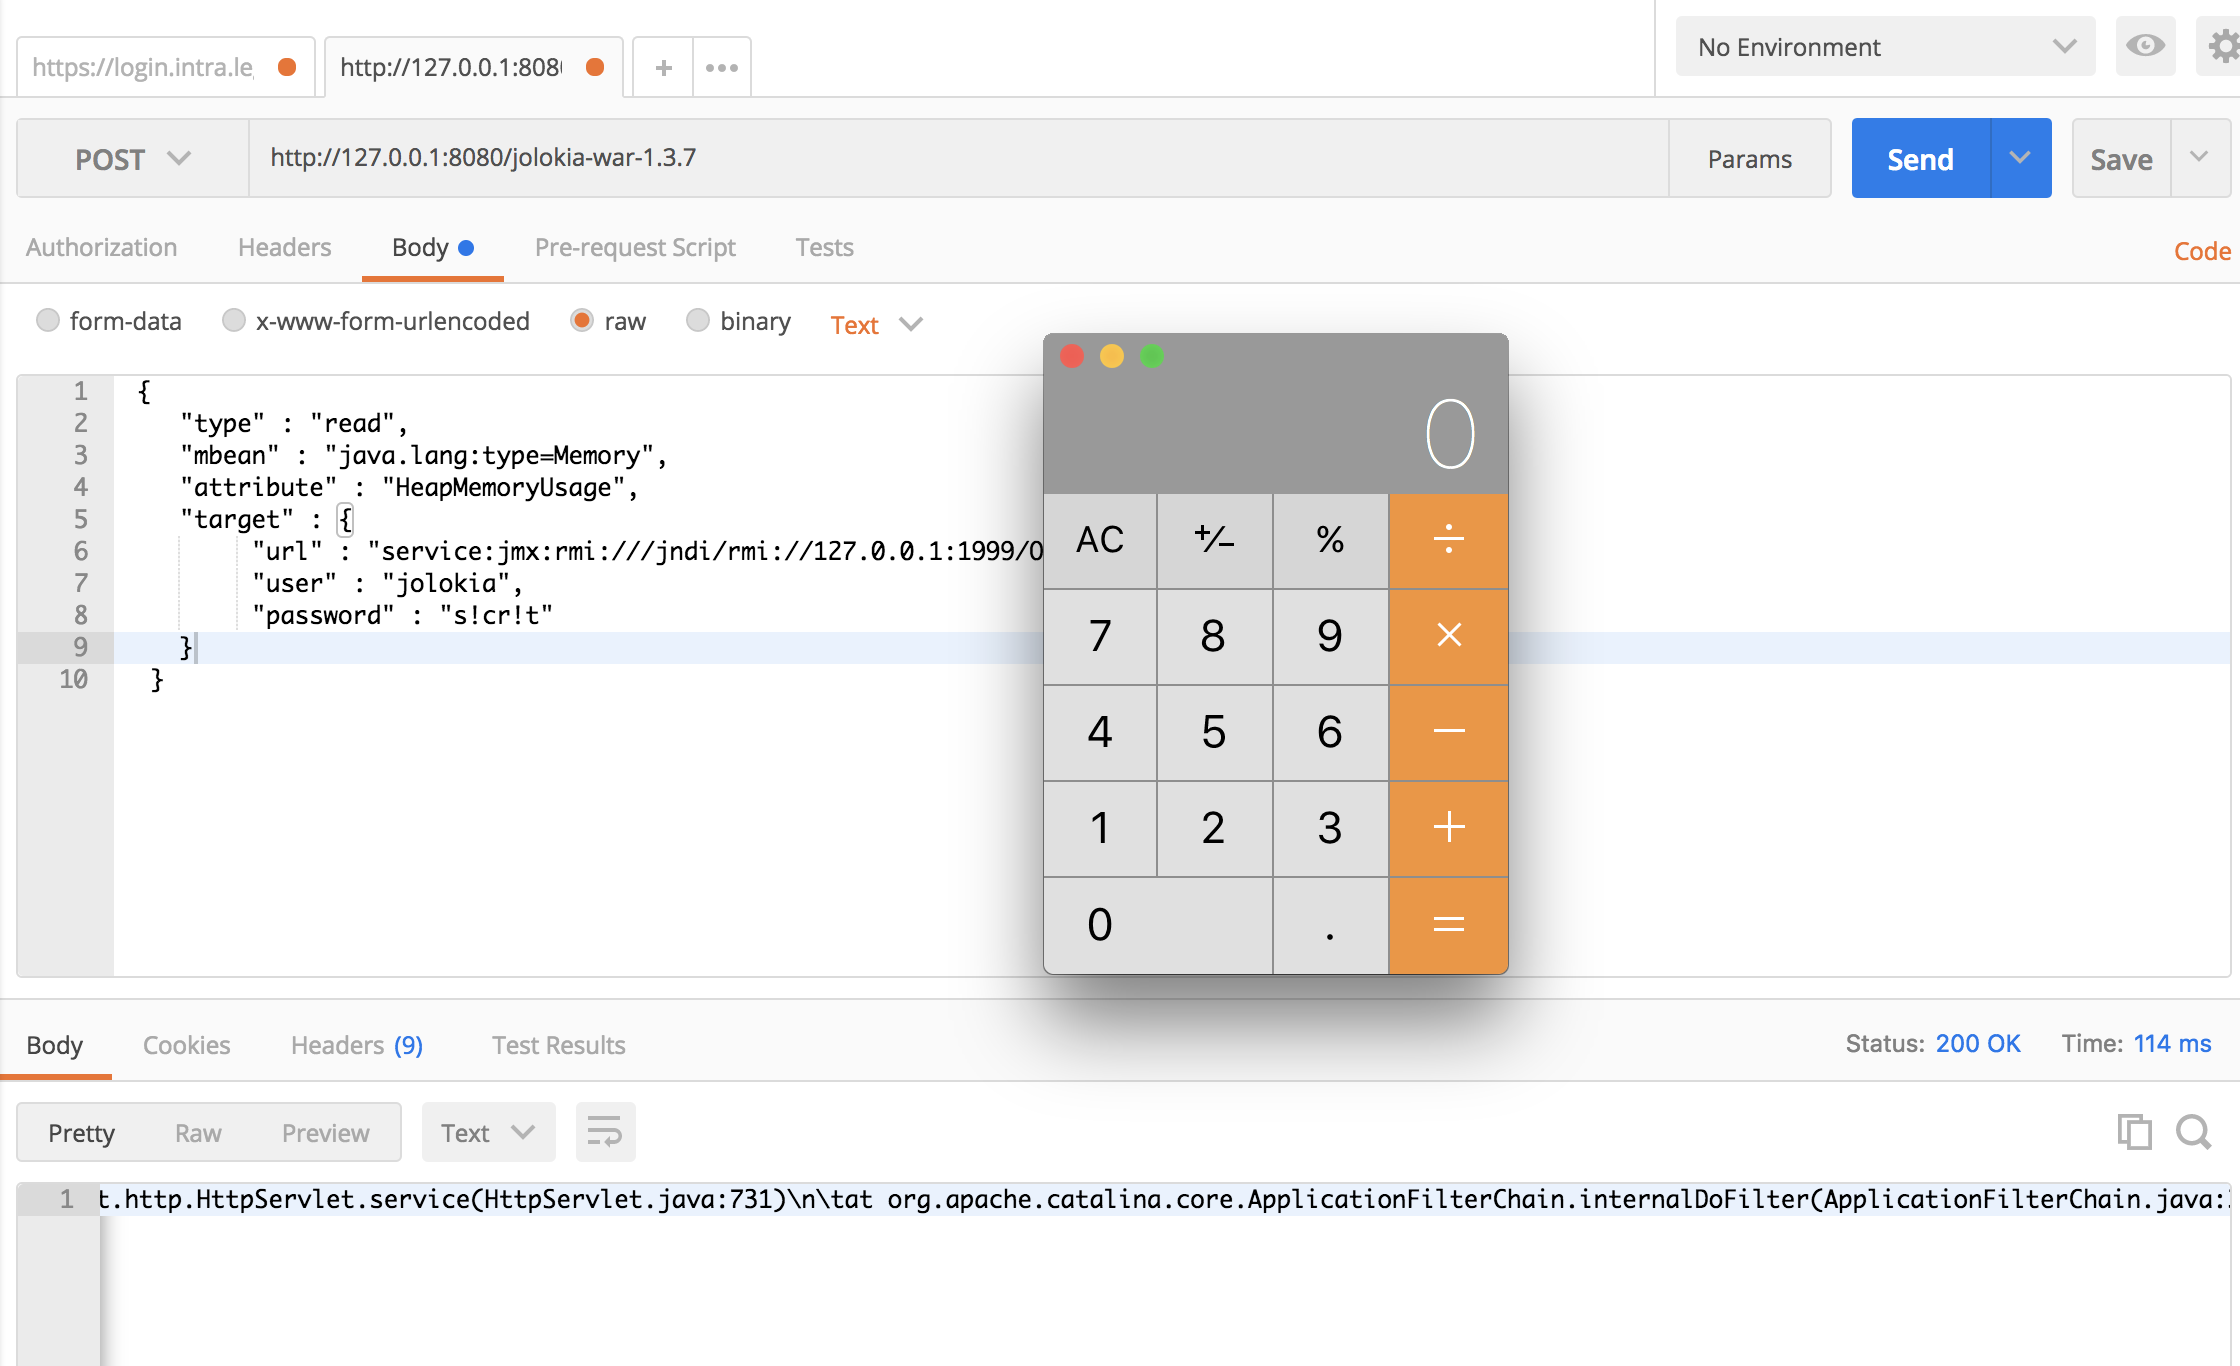 https://login.intra.le
http://127.0.0.1:808
No Environment
POST
http://127.0.0.1:8080/jolokia-war-1.3.7
Params
Send
Save
Authorization
Headers
Body
Pre-request Script
Tests
Code
form-data
x-www-form-urlencoded
raw
binary
Text
1 {
2 "type" : "read",
3 "mbean" : "java.lang:type=Memory",
4 "attribute" : "HeapMemoryUsage",
5 "target" : {
6 "url" : "service:jmx:rmi:///jndi/rmi://127.0.0.1:1999/O
7 "user" : "jolokia",
8 "password" : "s!cr!t"
9 }
10 }
0
AC +/− % ÷
7 8 9 ×
4 5 6 −
1 2 3 +
0 . =
Body
Cookies
Headers (9)
Test Results
Status: 200 OK
Time: 114 ms
Pretty
Raw
Preview
Text
1 t.http.HttpServlet.service(HttpServlet.java:731)\n\tat org.apache.catalina.core.ApplicationFilterChain.internalDoFilter(ApplicationFilterChain.java: